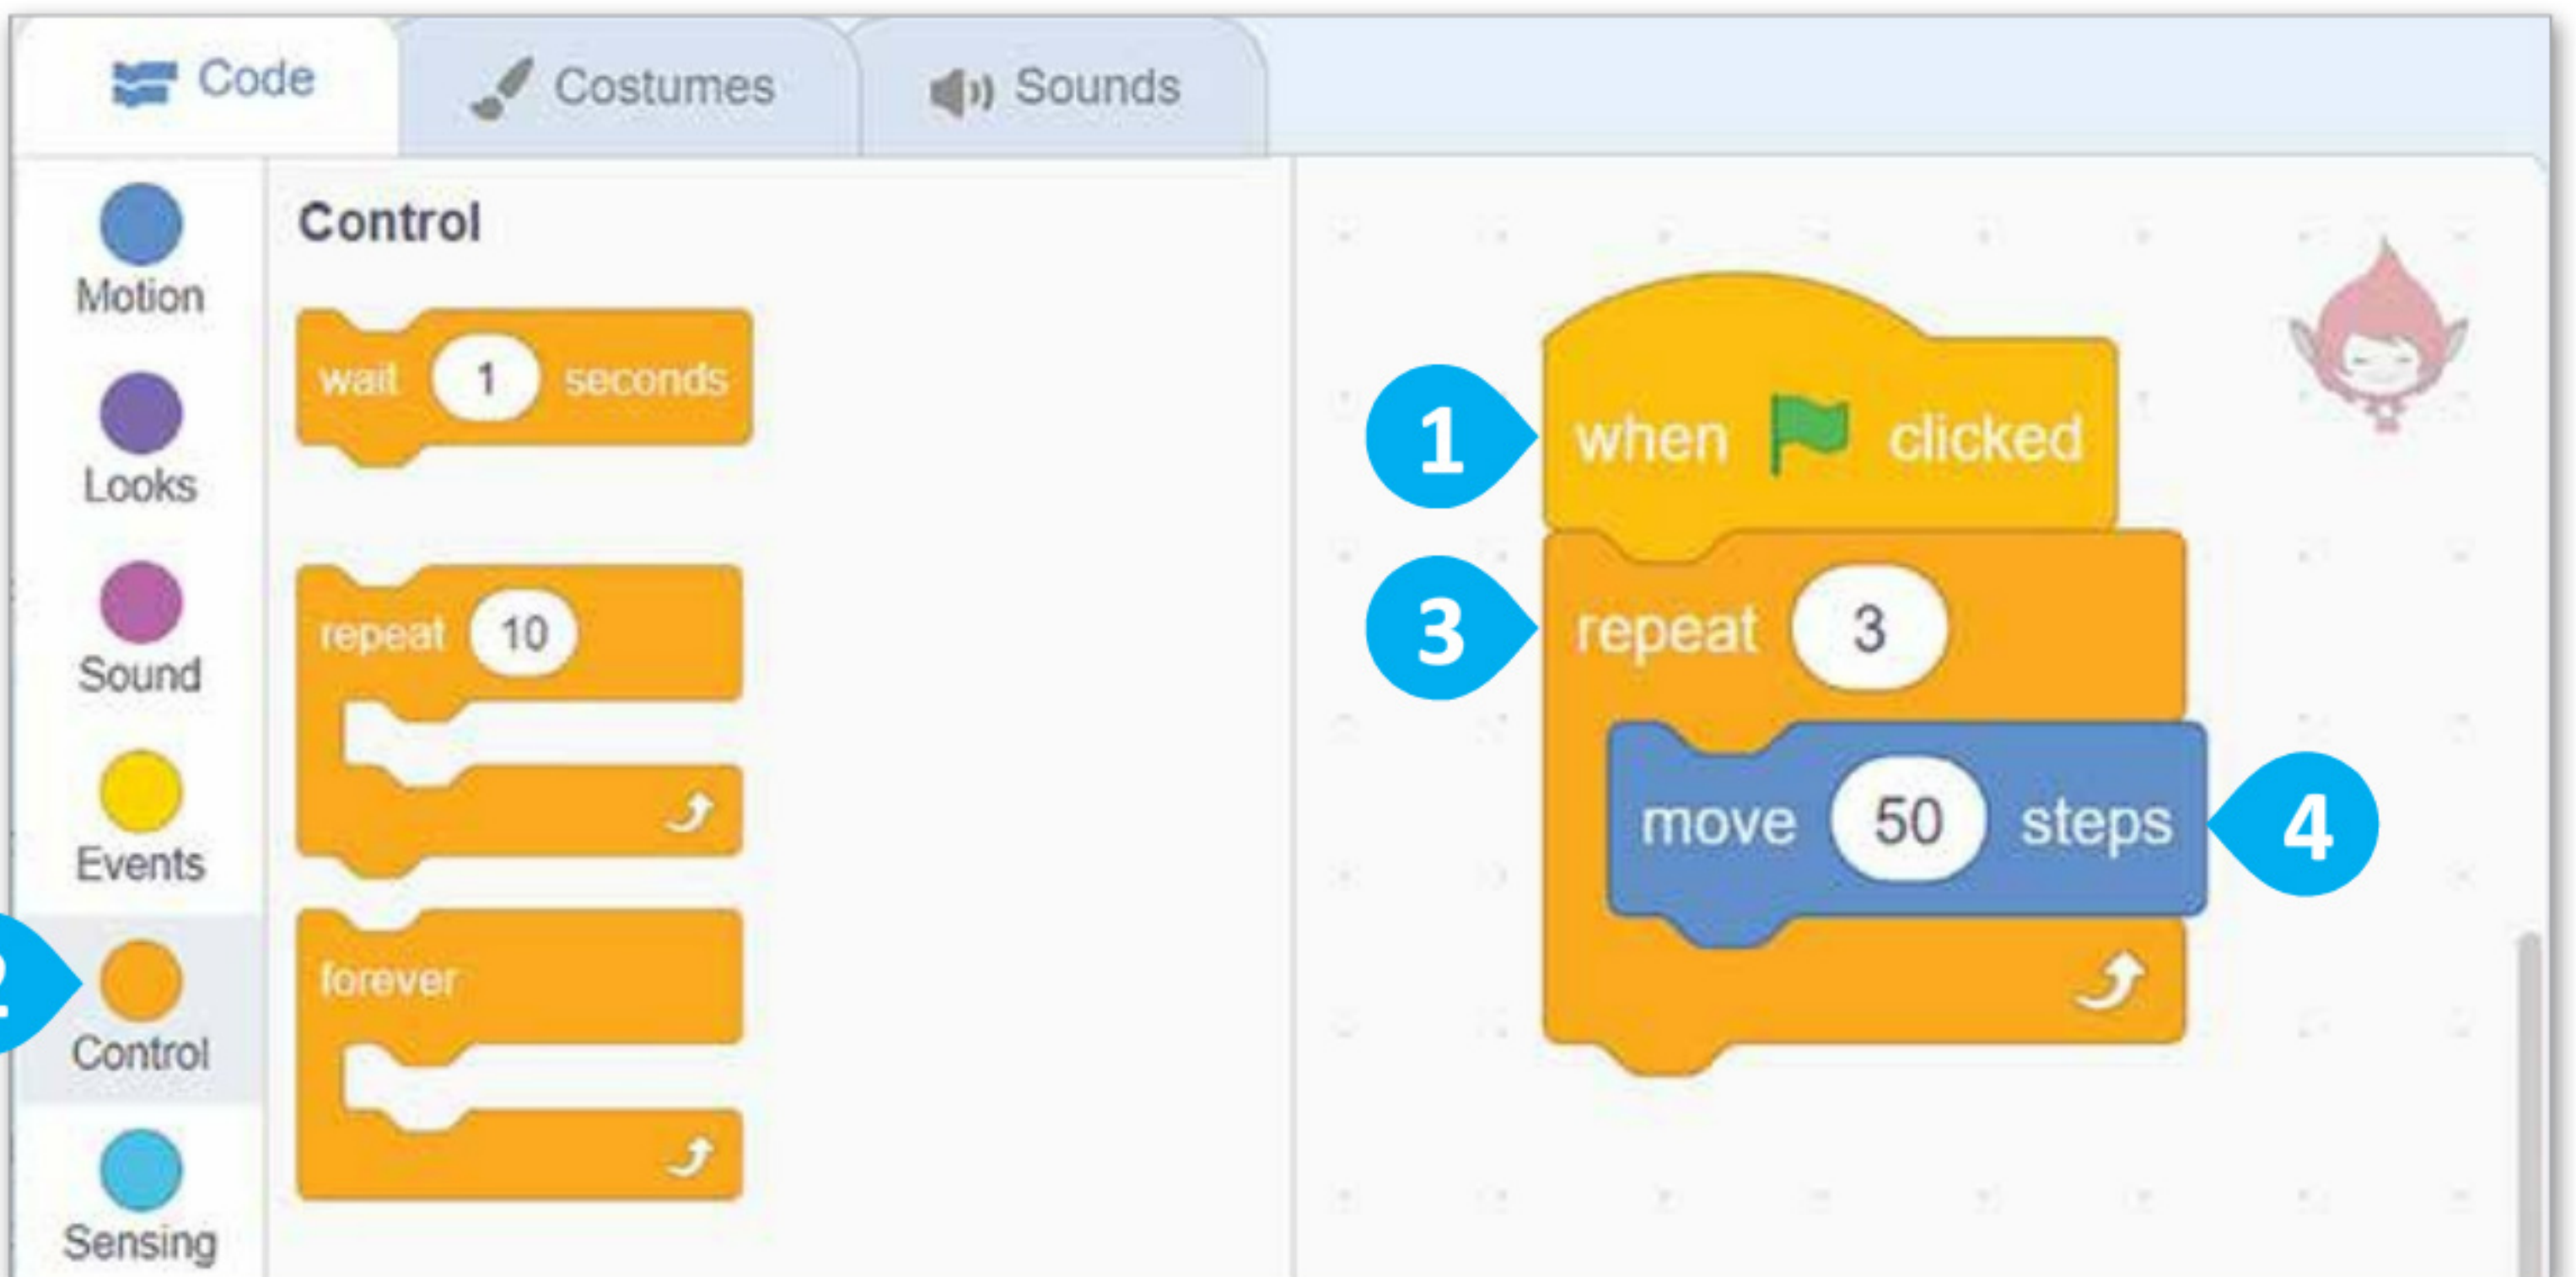 Code
Costumes
Sounds
Motion
Looks
Sound
Events
2
Control
Sensing
Control
wait 1 seconds
repeat 10
forever
1
when clicked
3
repeat 3
move 50 steps
4